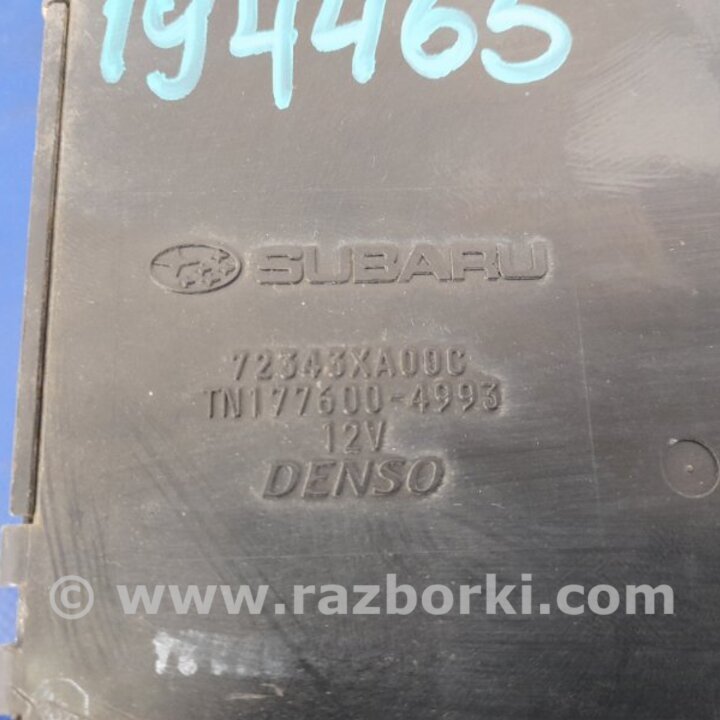 194465
SUBARU
72343XA00C
TN177600-4993
12V
DENSO
© www.razborki.com